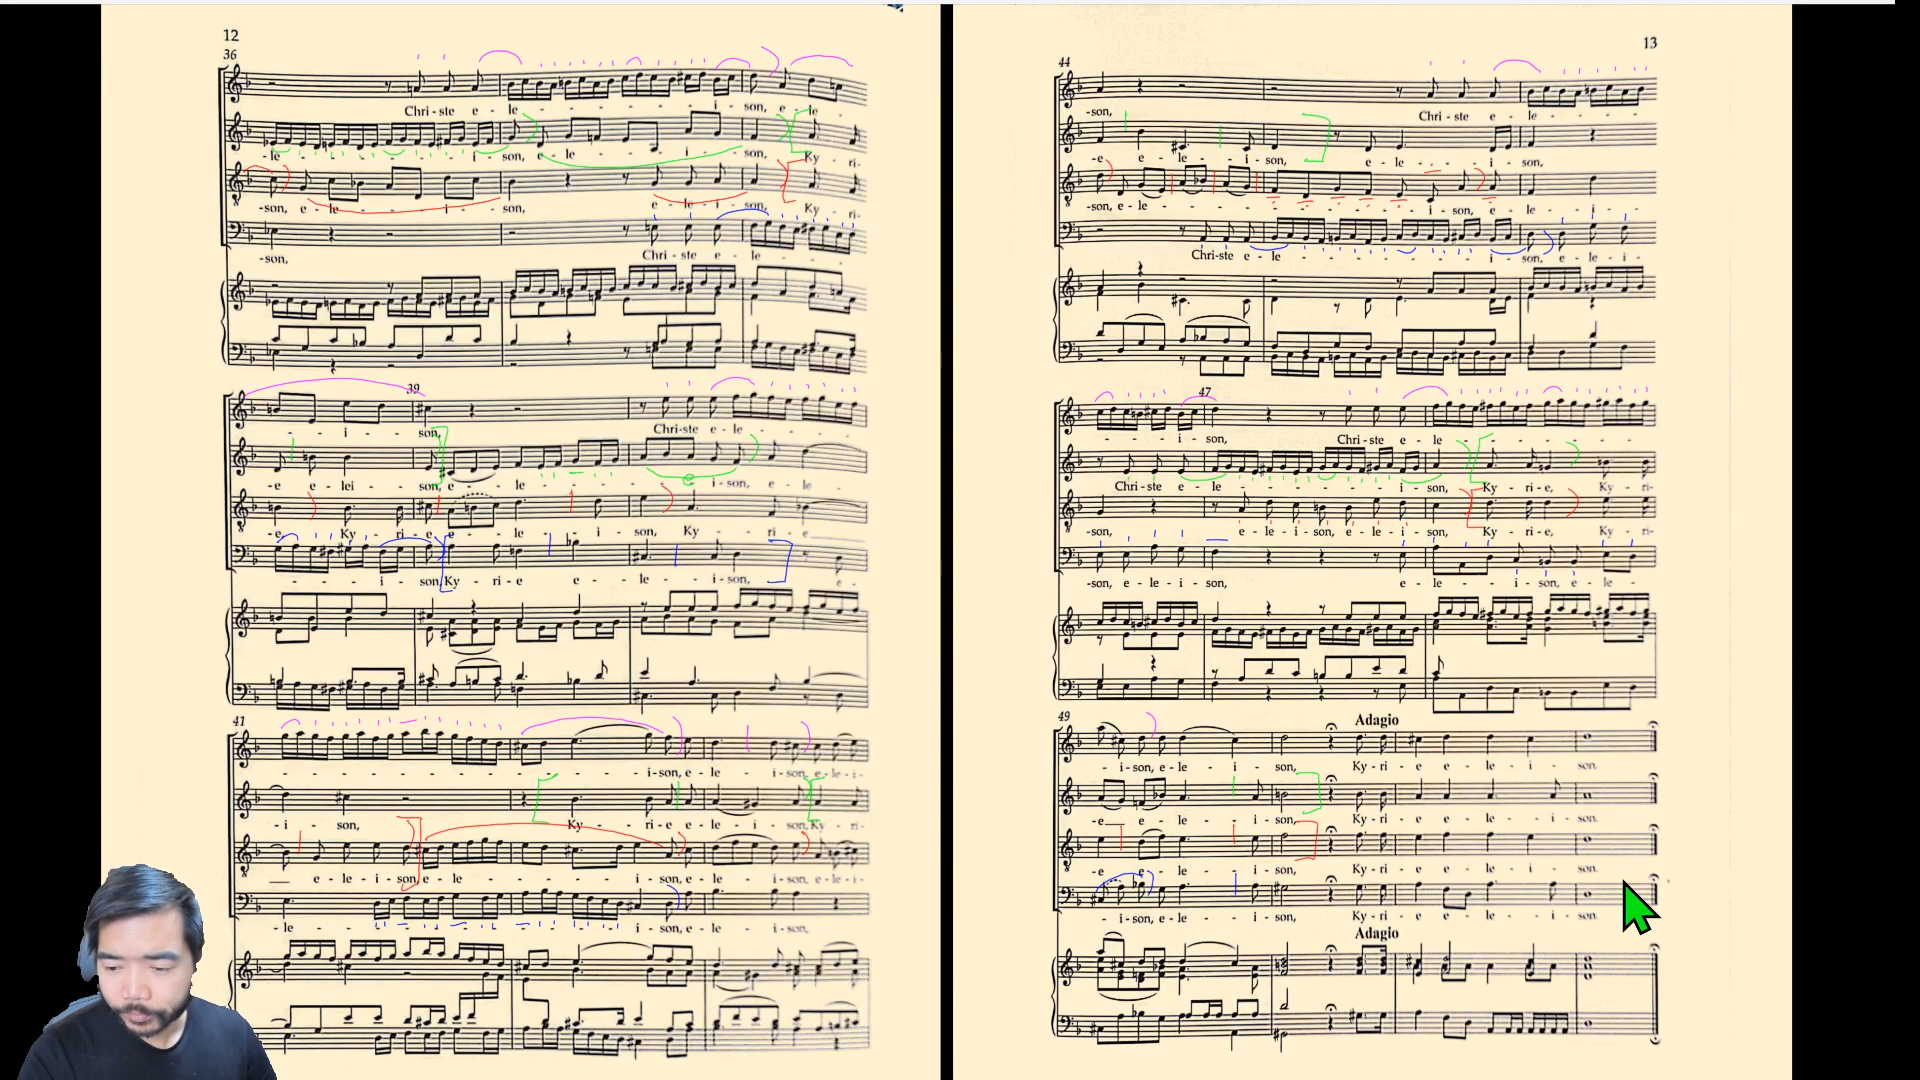 12
36
Chri - ste e - le - - - - - i - son, e - le
-le - - - - - i - son, e - le - - - i - son, Ky - ri-
-son, e - le - - - i - son, e - le - i - son, Ky - ri-
-son, Chri - ste e - le - - -
39
- - i - son, Chri-ste e - le - - -
-e e - lei - son, e - le - - - - i - son, e - le
-e Ky - ri - e e - le - i - son, Ky - ri - e
- - - i - son, Ky - ri - e e - le - i - son, e -
41
- - - - - - i - son, e - le i - son, e - le - i -
- i - son, Ky - ri - e e - le - i - son, Ky - ri-
e - le - i - son, e - le - - - i - son, e - le - i - son, e - le - i -
-le - - - - - - i - son, e - le - i - son,
13
44
-son, Chri - ste e - le - -
-e e - le - i - son, e - le - - i - son,
-son, e - le - - - - - i - son, e - le - i -
Chri-ste e - le - - - - - i - son, e - le - i -
47
- - i - son, Chri - ste e - le - - - -
Chri - ste e - le - - - - i - son, Ky - ri - e, Ky - ri-
-son, e - le - i - son, e - le - i - son, Ky - ri - e, Ky - ri-
-son, e - le - i - son, e - le - - i - son, e - le -
49
Adagio
- i - son, e - le - i - son, Ky - ri - e e - le - i - son.
-e e - le - i - son, Ky - ri - e e - le - i - son.
-e e - le - i - son, Ky - ri - e e - le - i - son.
- i - son, e - le - i - son, Ky - ri - e e - le - i - son.
Adagio